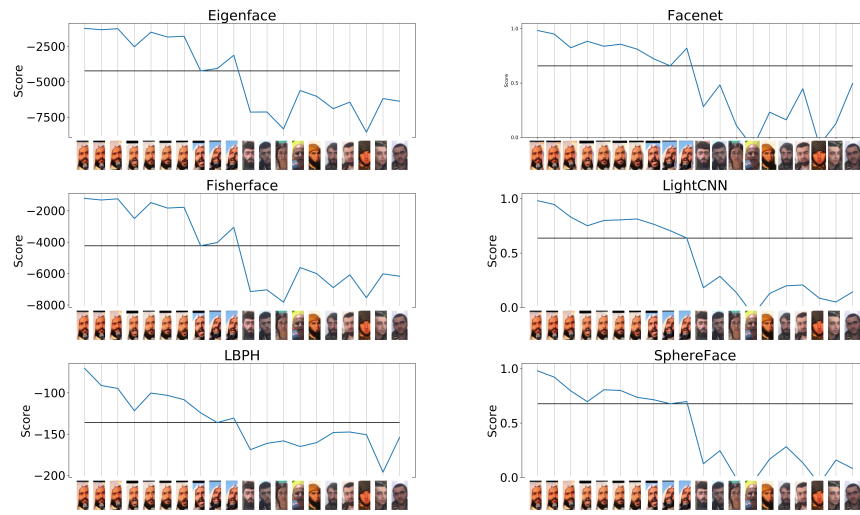 Eigenface
Score
−2500
−5000
−7500
Facenet
Score
1.0
0.5
0.0
Fisherface
Score
−2000
−4000
−6000
−8000
LightCNN
Score
1.0
0.5
0.0
LBPH
Score
−100
−150
−200
SphereFace
Score
1.0
0.5
0.0